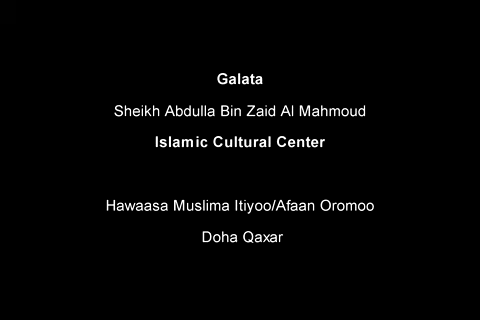 Galata
Sheikh Abdulla Bin Zaid Al Mahmoud
Islamic Cultural Center
Hawaasa Muslima Itiyoo/Afaan Oromoo
Doha Qaxar